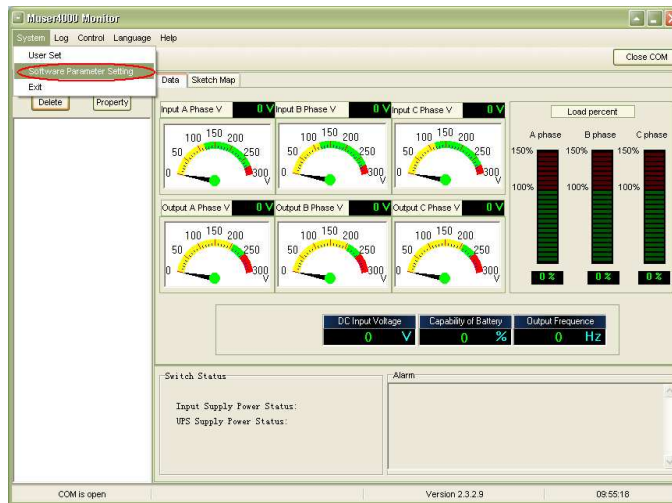 Muser4000 Monitor
System Log Control Language Help
User Set
Software Parameter Setting
Exit
Close COM
Delete Property
Data Sketch Map
Input A Phase V 0 V Input B Phase V 0 V Input C Phase V 0 V
0 50 100 150 200 250 300 V
0 50 100 150 200 250 300 V
0 50 100 150 200 250 300 V
Output A Phase V 0 V Output B Phase V 0 V Output C Phase V 0 V
0 50 100 150 200 250 300 V
0 50 100 150 200 250 300 V
0 50 100 150 200 250 300 V
Load percent
A phase B phase C phase
150% 150% 150%
100% 100% 100%
0 % 0 % 0 %
DC Input Voltage Capability of Battery Output Frequence
0 V 0 % 0 Hz
Switch Status
Input Supply Power Status:
UPS Supply Power Status:
Alarm
COM is open Version 2.3.2.9 09:55:18